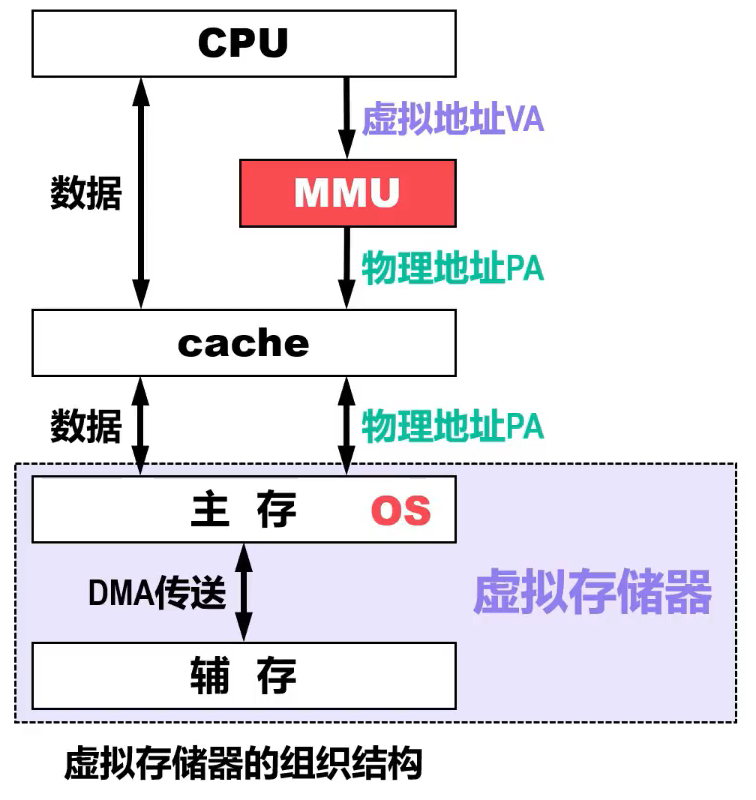 CPU
虚拟地址VA
MMU
数据
物理地址PA
cache
数据
物理地址PA
主 存 OS
DMA传送
虚拟存储器
辅 存
虚拟存储器的组织结构